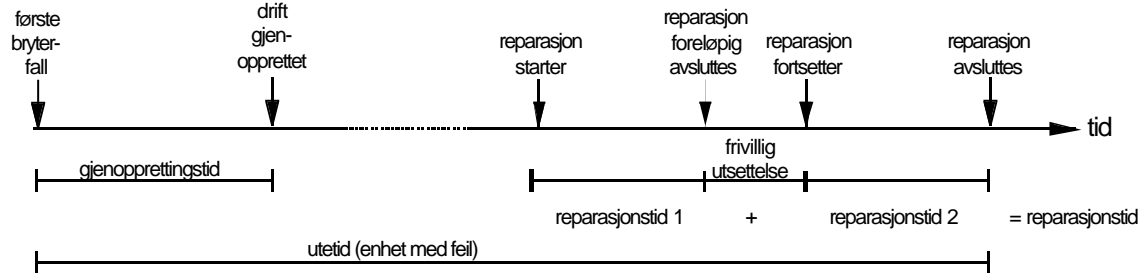 første
bryter-
fall
drift
gjen-
opprettet
reparasjon
starter
reparasjon
foreløpig
avsluttes
reparasjon
fortsetter
reparasjon
avsluttes
tid
gjenopprettingstid
frivillig
utsettelse
reparasjonstid 1 + reparasjonstid 2 = reparasjonstid
utetid (enhet med feil)